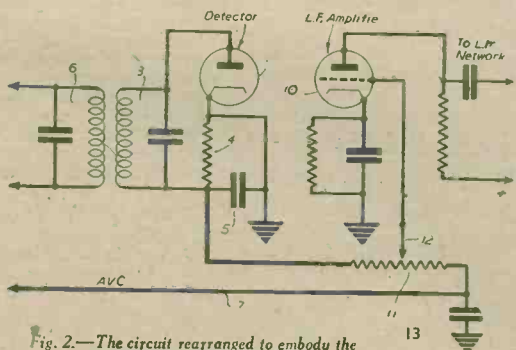 Detector
L.F. Amplifie
To L.F.
Network
6
3
10
4
5
12
+
11
AVC
7
13
Fig. 2.—The circuit rearranged to embody the